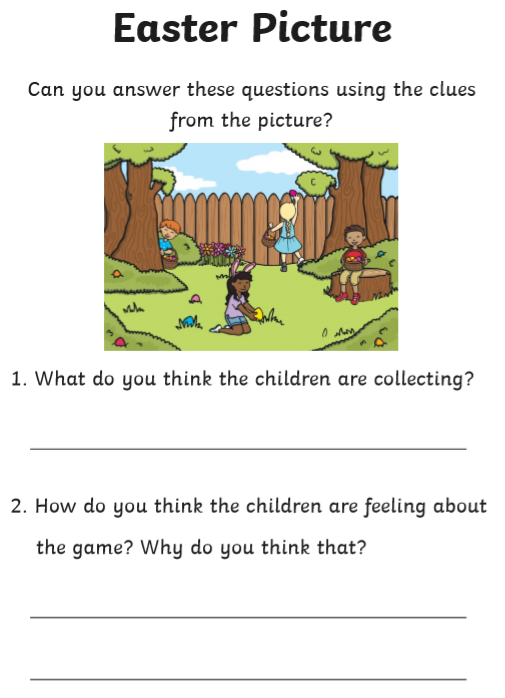 Easter Picture
Can you answer these questions using the clues
from the picture?
1. What do you think the children are collecting?
2. How do you think the children are feeling about
the game? Why do you think that?